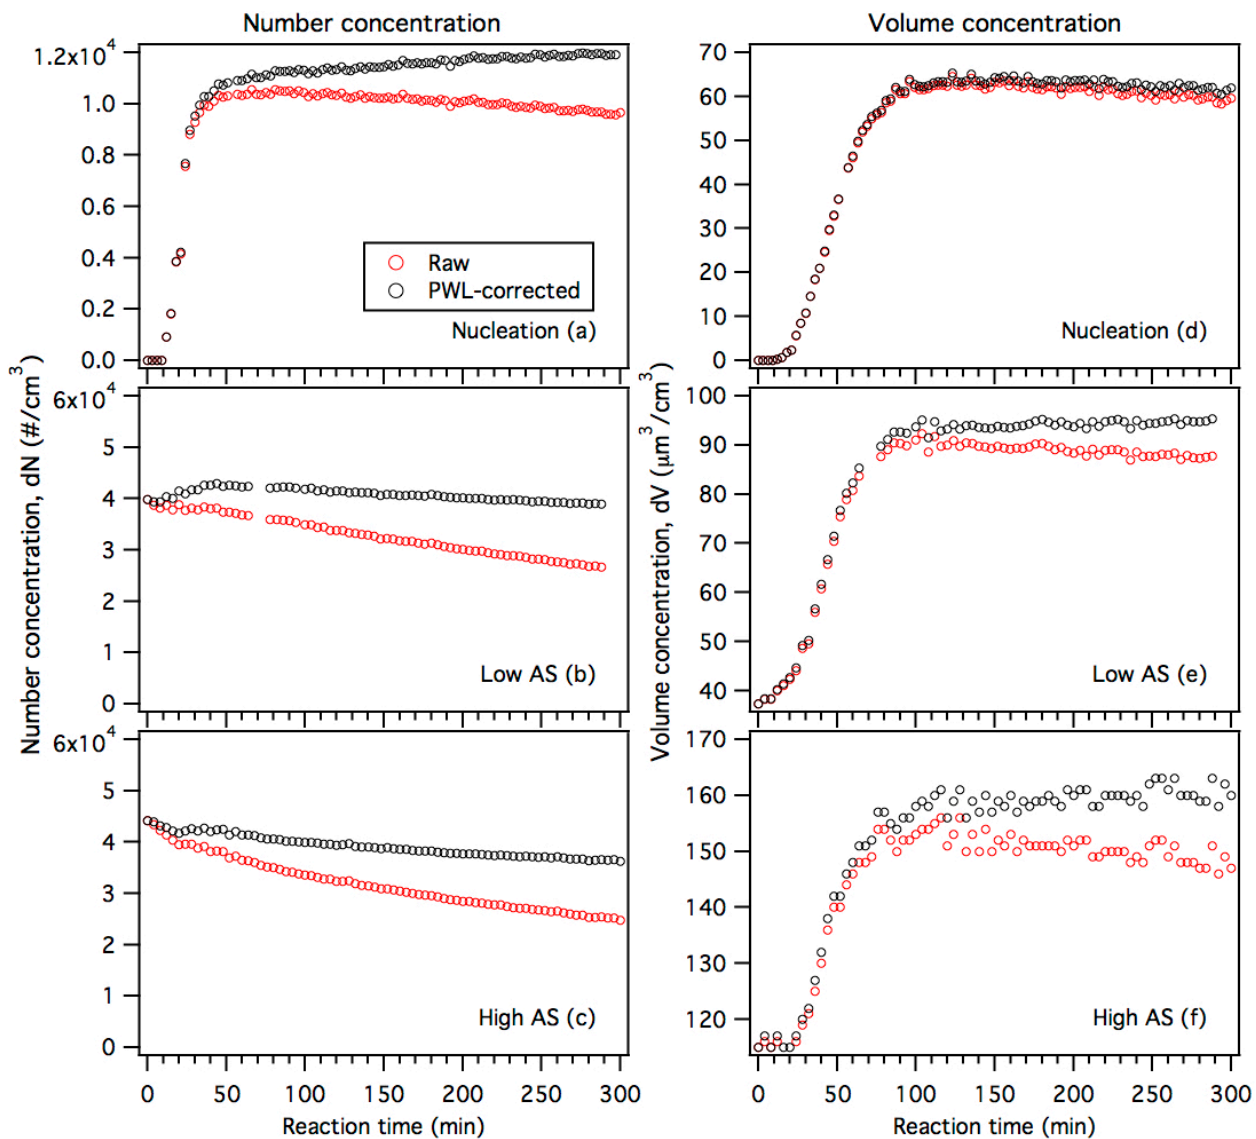 Number concentration
Volume concentration
1.2x10^4
1.0
0.8
0.6
0.4
0.2
0.0
Raw
PWL-corrected
Nucleation (a)
70
60
50
40
30
20
10
0
Nucleation (d)
Number concentration, dN (#/cm^3)
6x10^4
5
4
3
2
1
0
Low AS (b)
Volume concentration, dV (μm^3/cm^3)
100
90
80
70
60
50
40
Low AS (e)
6x10^4
5
4
3
2
1
0
High AS (c)
170
160
150
140
130
120
High AS (f)
0 50 100 150 200 250 300
Reaction time (min)
0 50 100 150 200 250 300
Reaction time (min)